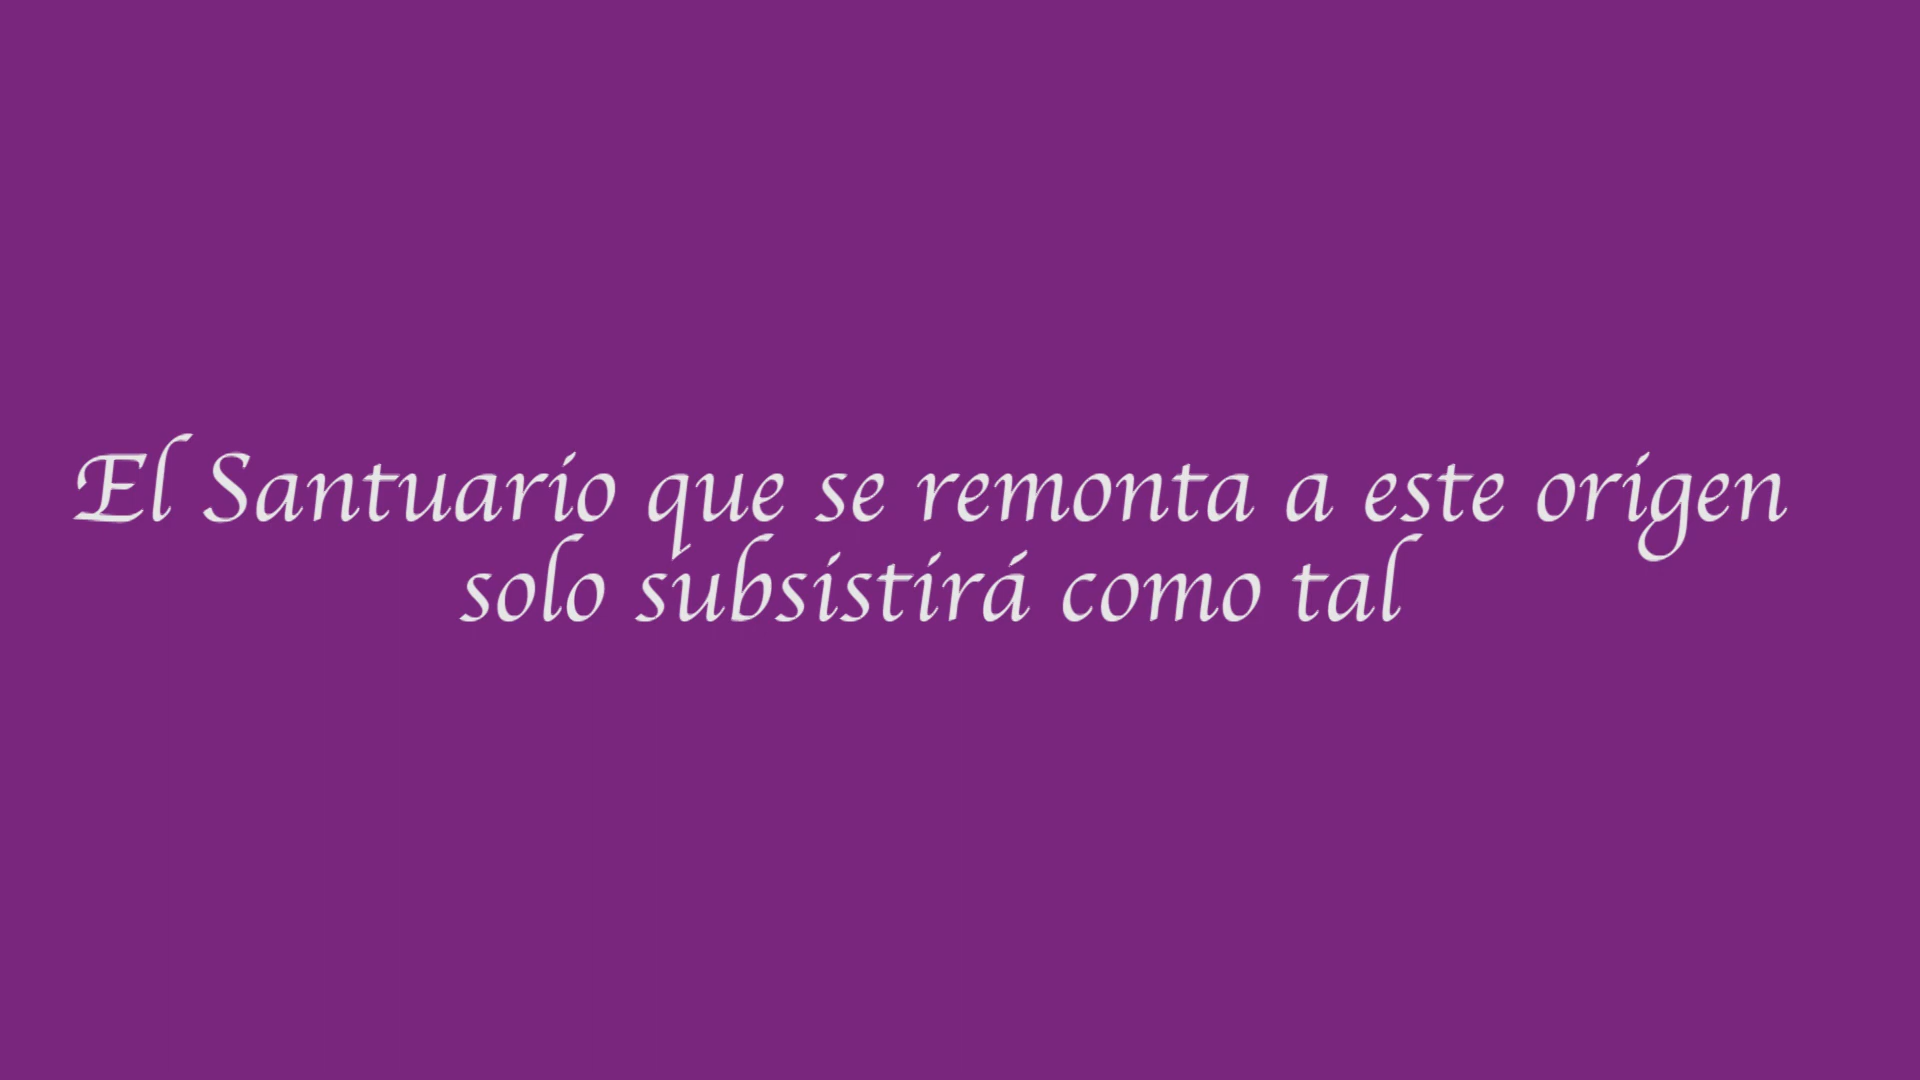 El Santuario que se remonta a este origen
solo subsistirá como tal